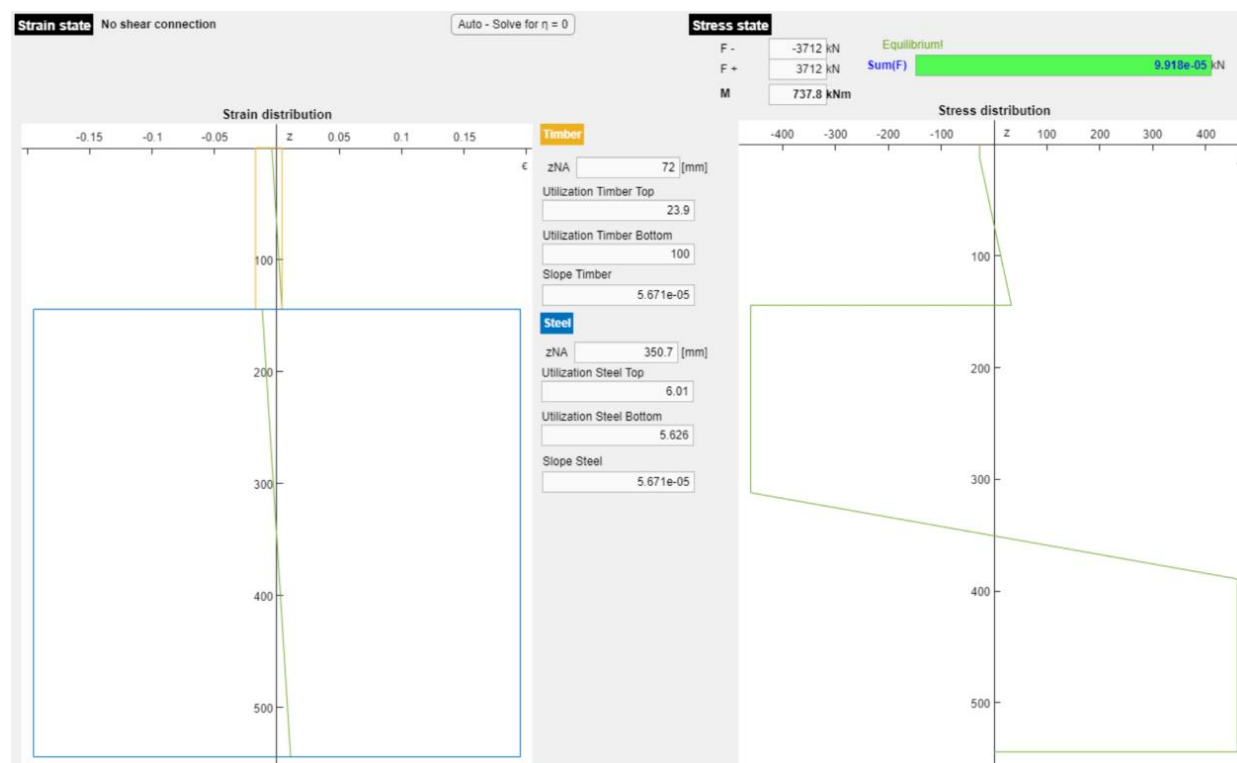 Strain state No shear connection Auto - Solve for η = 0 Stress state
F - -3712 kN Equilibrium!
F + 3712 kN Sum(F) 9.918e-05 kN
M 737.8 kNm
Strain distribution
-0.15 -0.1 -0.05 z 0.05 0.1 0.15
ϵ
100
200
300
400
500
Timber
zNA 72 [mm]
Utilization Timber Top
23.9
Utilization Timber Bottom
100
Slope Timber
5.671e-05
Steel
zNA 350.7 [mm]
Utilization Steel Top
6.01
Utilization Steel Bottom
5.626
Slope Steel
5.671e-05
Stress distribution
-400 -300 -200 -100 z 100 200 300 400
100
200
300
400
500